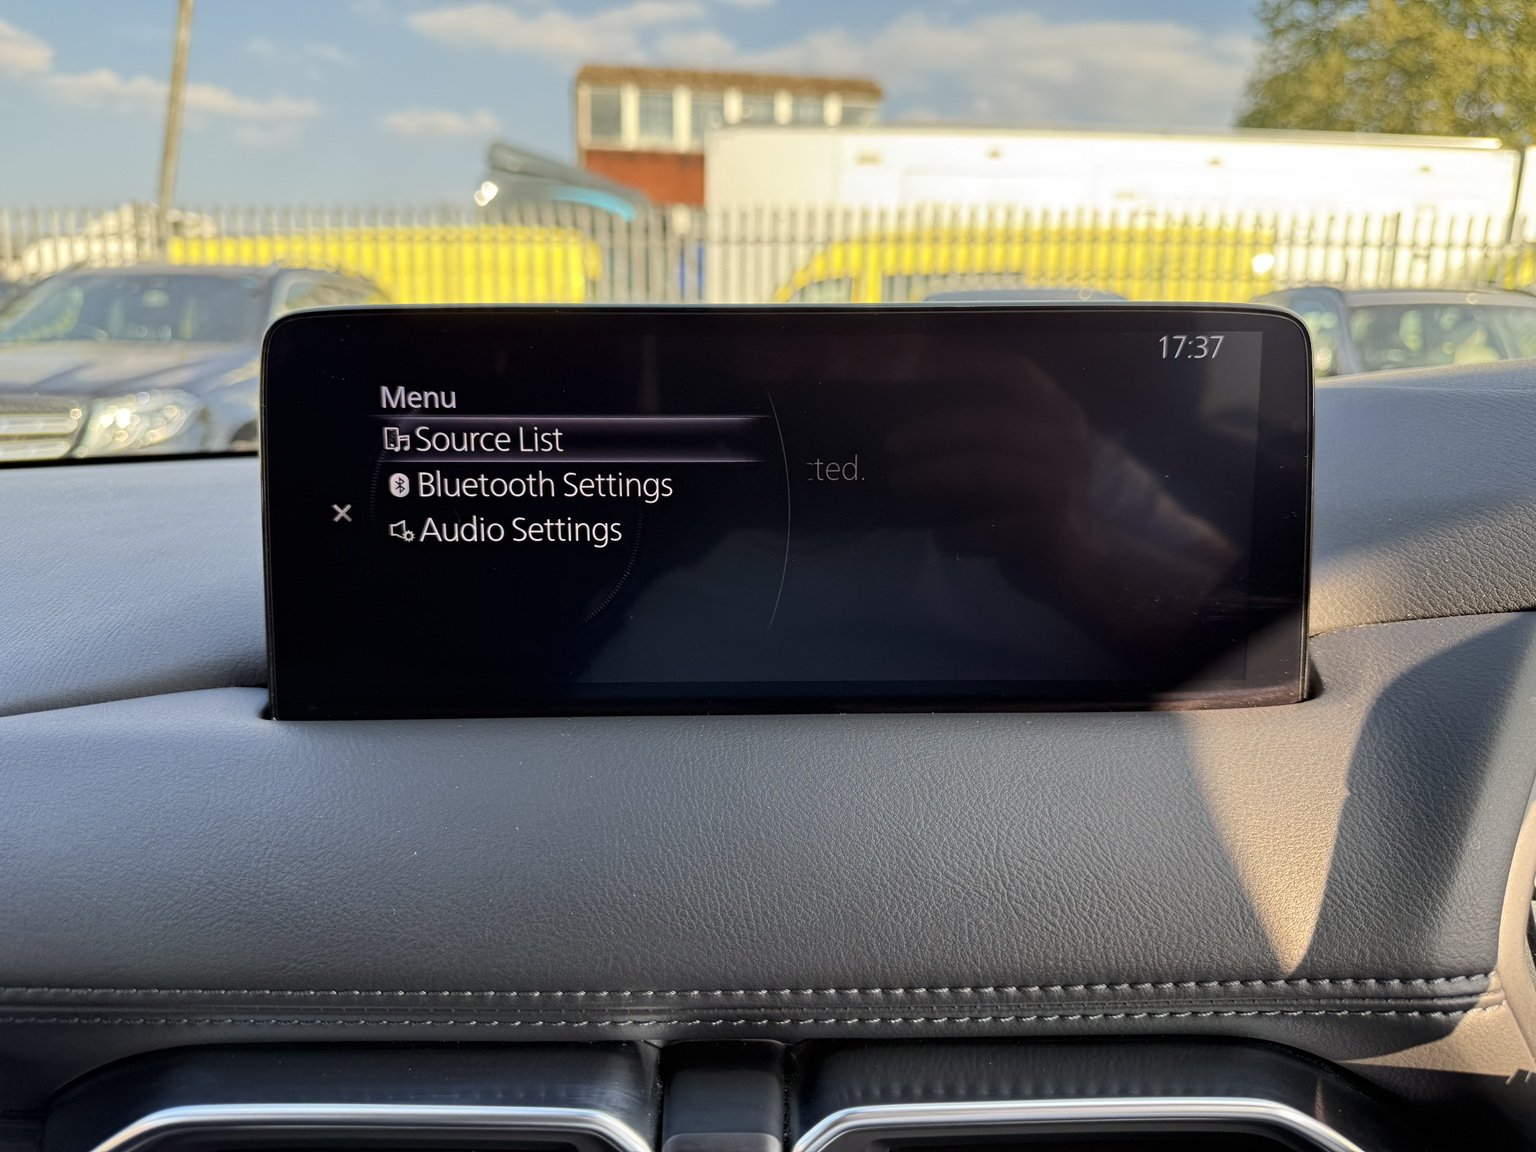 17:37
Menu
Source List
Bluetooth Settings
Audio Settings